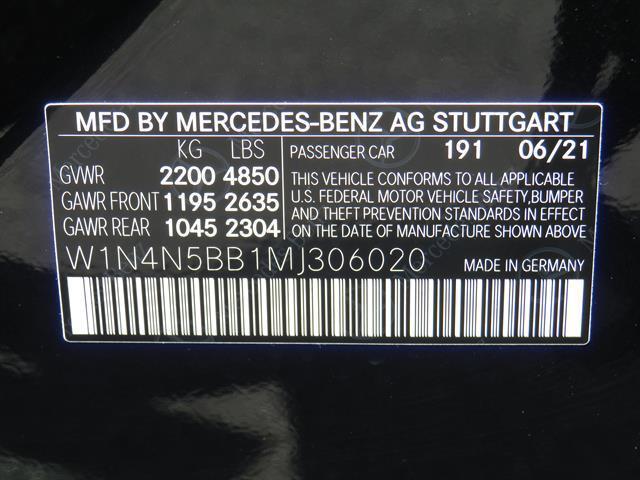 MFD BY MERCEDES-BENZ AG STUTTGART
KG LBS PASSENGER CAR 191 06/21
GVWR 2200 4850
GAWR FRONT 1195 2635
GAWR REAR 1045 2304
THIS VEHICLE CONFORMS TO ALL APPLICABLE
U.S. FEDERAL MOTOR VEHICLE SAFETY,BUMPER
AND THEFT PREVENTION STANDARDS IN EFFECT
ON THE DATE OF MANUFACTURE SHOWN ABOVE
W1N4N5BB1MJ306020 MADE IN GERMANY